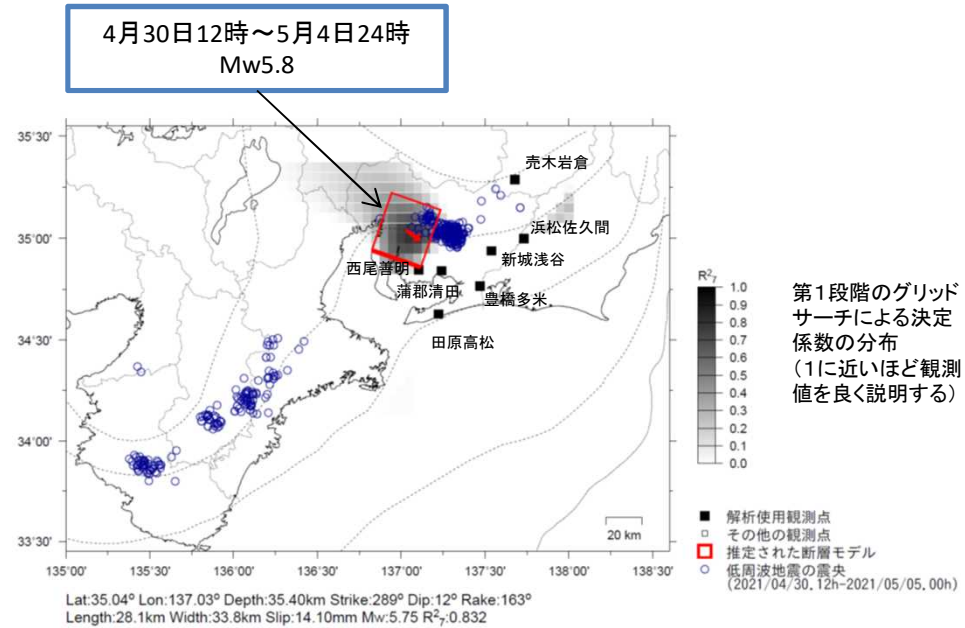 4月30日12時～5月4日24時
Mw5.8
35°30'
35°00'
34°30'
34°00'
33°30'
135°00'
135°30'
136°00'
136°30'
137°00'
137°30'
138°00'
138°30'
売木岩倉
浜松佐久間
新城浅谷
西尾善明
蒲郡清田
豊橋多米
田原高松
20 km
R²₇
1.0
0.9
0.8
0.7
0.6
0.5
0.4
0.3
0.2
0.1
0.0
第１段階のグリッド
サーチによる決定
係数の分布
（１に近いほど観測
値を良く説明する）
解析使用観測点
その他の観測点
推定された断層モデル
低周波地震の震央
(2021/04/30.12h-2021/05/05.00h)
Lat:35.04° Lon:137.03° Depth:35.40km Strike:289° Dip:12° Rake:163°
Length:28.1km Width:33.8km Slip:14.10mm Mw:5.75 R²₇:0.832